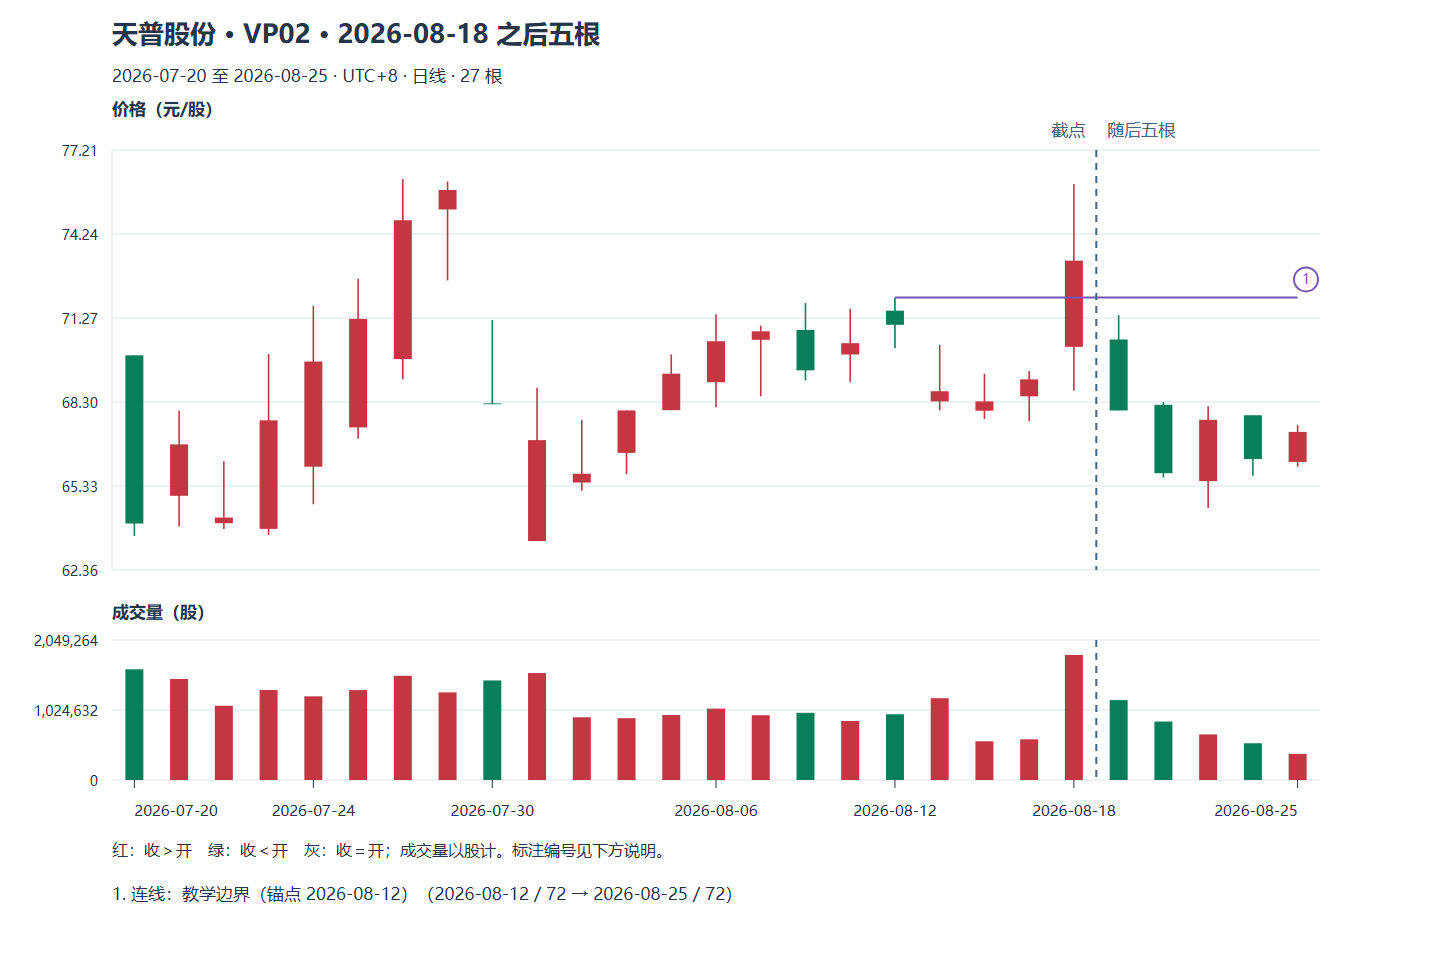 天普股份 • VP02 • 2026-08-18 之后五根
2026-07-20 至 2026-08-25 · UTC+8 · 日线 · 27 根
价格（元/股）
截点 随后五根
77.21
74.24
71.27
68.30
65.33
62.36
1
成交量（股）
2,049,264
1,024,632
0
2026-07-20 2026-07-24 2026-07-30 2026-08-06 2026-08-12 2026-08-18 2026-08-25
红：收 > 开 绿：收 < 开 灰：收 = 开；成交量以股计。标注编号见下方说明。
1. 连线：教学边界（锚点 2026-08-12）（2026-08-12 / 72 → 2026-08-25 / 72）